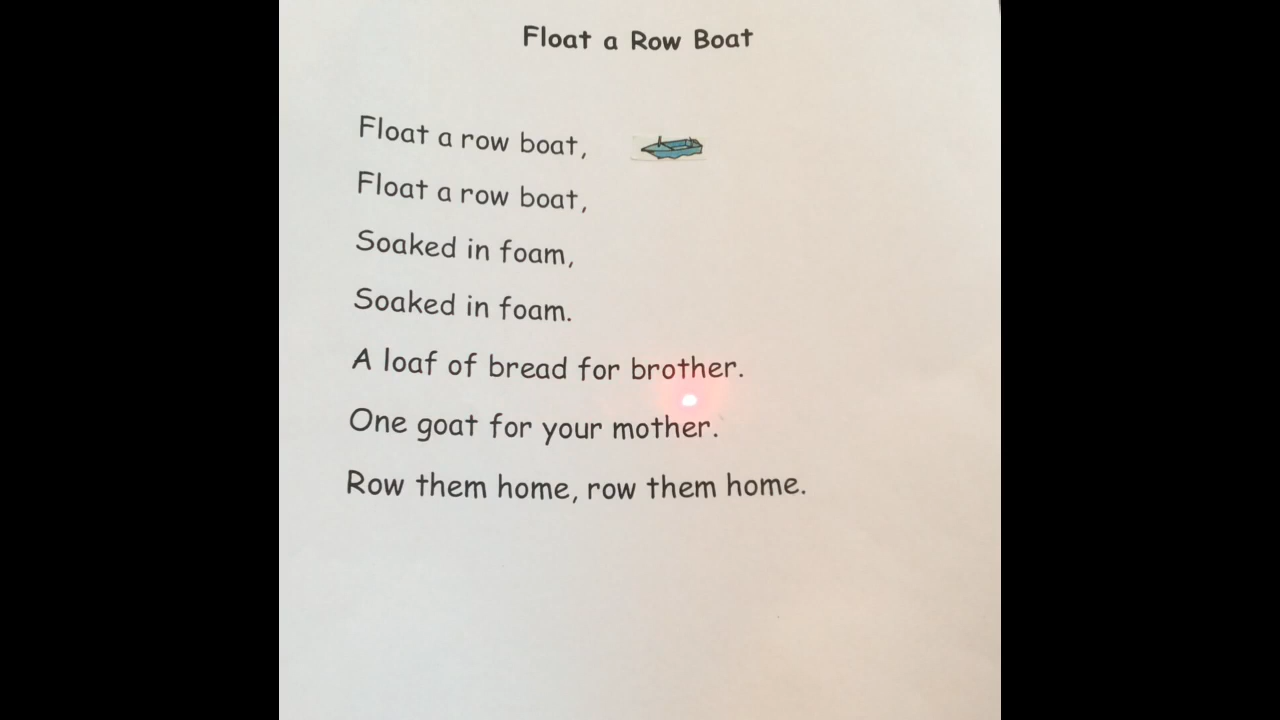 Float a Row Boat
Float a row boat,
Float a row boat,
Soaked in foam,
Soaked in foam.
A loaf of bread for brother.
One goat for your mother.
Row them home, row them home.